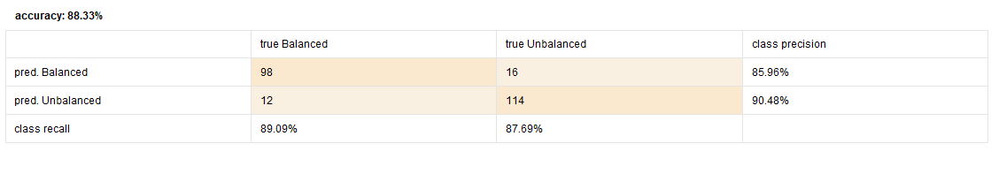 accuracy: 88.33%
true Balanced true Unbalanced class precision
pred. Balanced 98 16 85.96%
pred. Unbalanced 12 114 90.48%
class recall 89.09% 87.69%